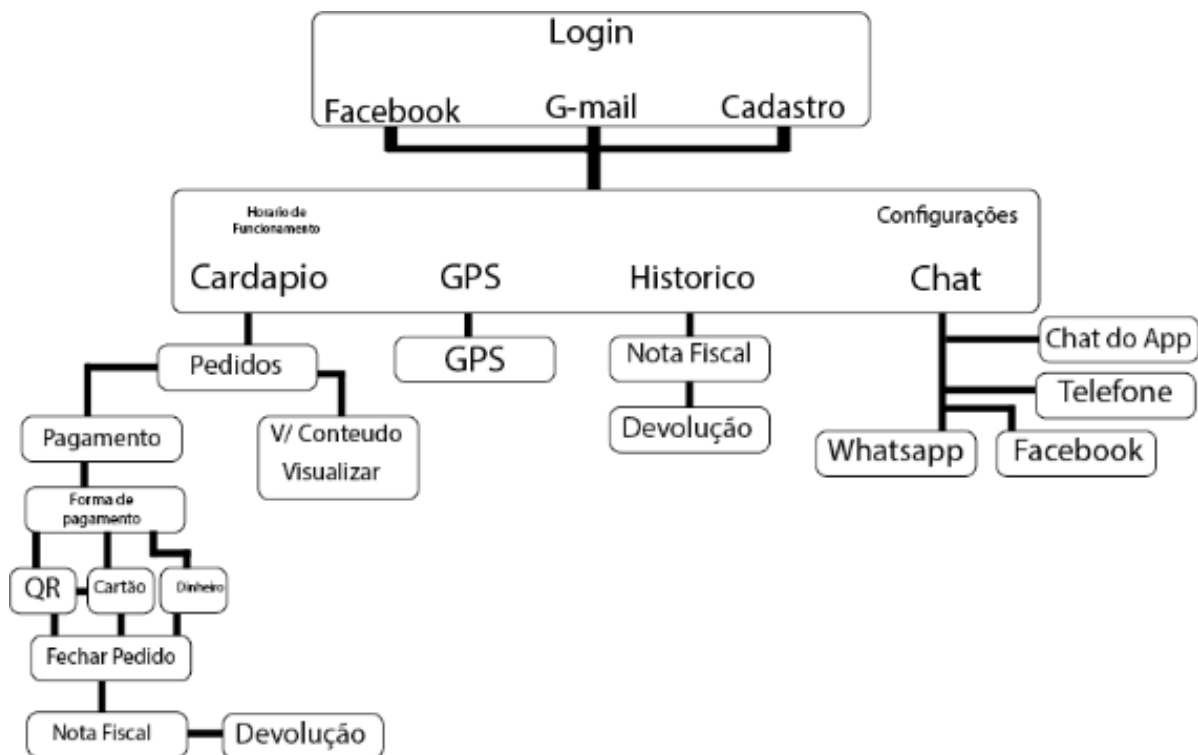 Login
Facebook G-mail Cadastro
Horario de
Funcionamento
Configurações
Cardapio GPS Historico Chat
Pedidos
GPS
Nota Fiscal
Devolução
Chat do App
Telefone
Whatsapp
Facebook
Pagamento
V/ Conteudo
Visualizar
Forma de
pagamento
QR
Cartão
Dinheiro
Fechar Pedido
Nota Fiscal
Devolução